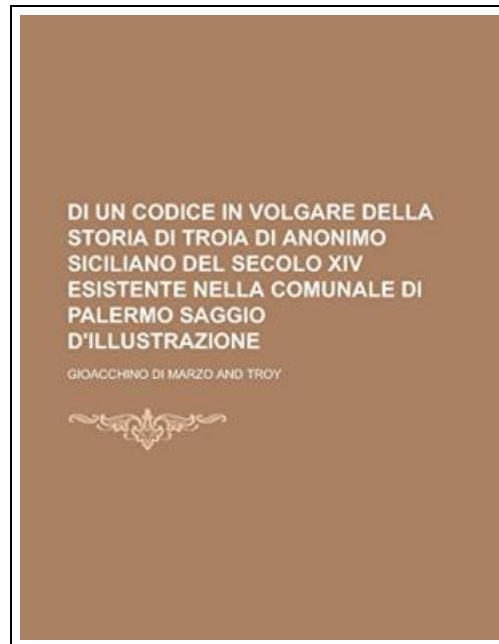 DI UN CODICE IN VOLGARE DELLA
STORIA DI TROIA DI ANONIMO
SICILIANO DEL SECOLO XIV
ESISTENTE NELLA COMUNALE DI
PALERMO SAGGIO
D'ILLUSTRAZIONE
GIOACCHINO DI MARZO AND TROY